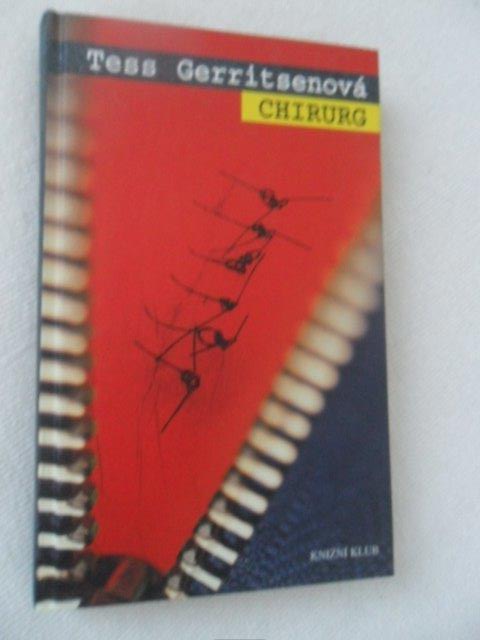 Tess Gerritsenová
CHIRURG
KNIŽNÍ KLUB